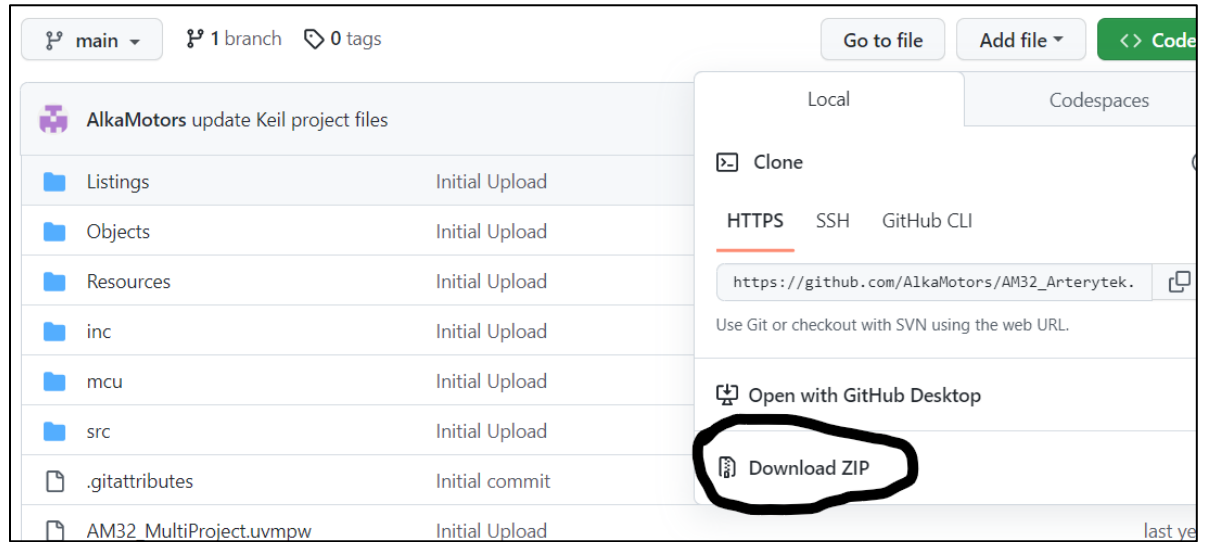 main 1 branch 0 tags Go to file Add file <> Code
AlkaMotors update Keil project files
Listings Initial Upload
Objects Initial Upload
Resources Initial Upload
inc Initial Upload
mcu Initial Upload
src Initial Upload
.gitattributes Initial commit
AM32_MultiProject.uvmpw Initial Upload last ye
Local Codespaces
Clone
HTTPS SSH GitHub CLI
https://github.com/AlkaMotors/AM32_Arterytek.
Use Git or checkout with SVN using the web URL.
Open with GitHub Desktop
Download ZIP